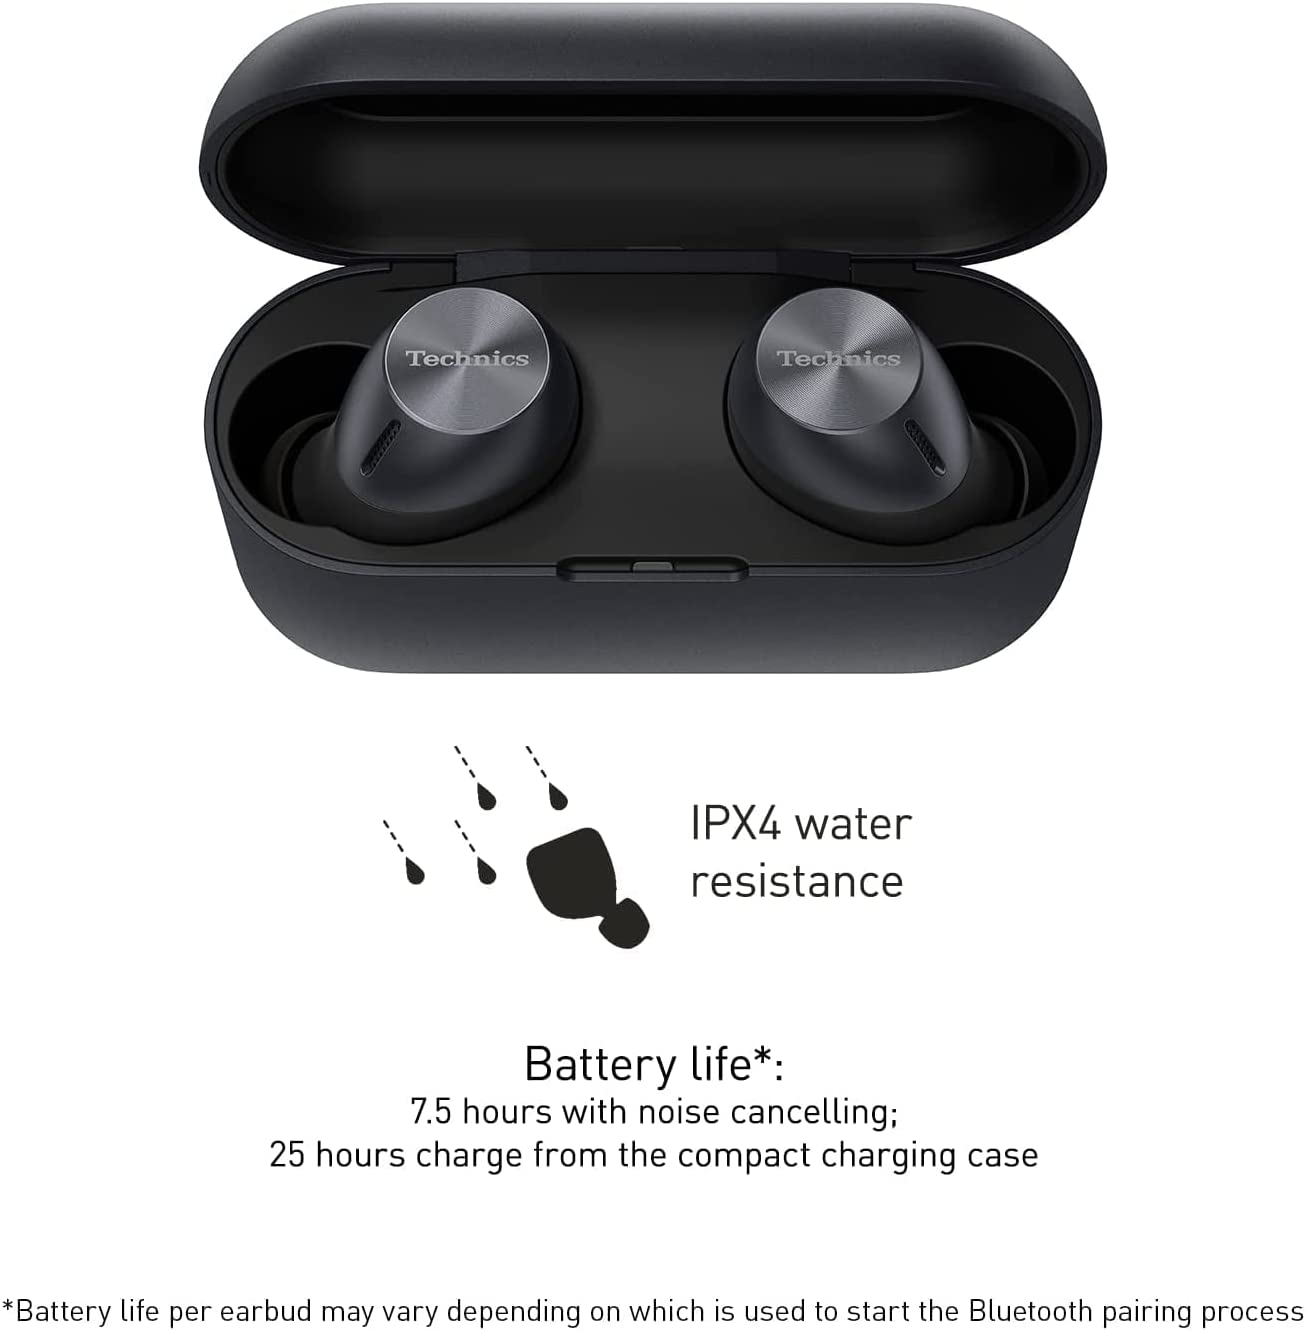 Technics Technics
IPX4 water
resistance
Battery life*:
7.5 hours with noise cancelling;
25 hours charge from the compact charging case
*Battery life per earbud may vary depending on which is used to start the Bluetooth pairing process